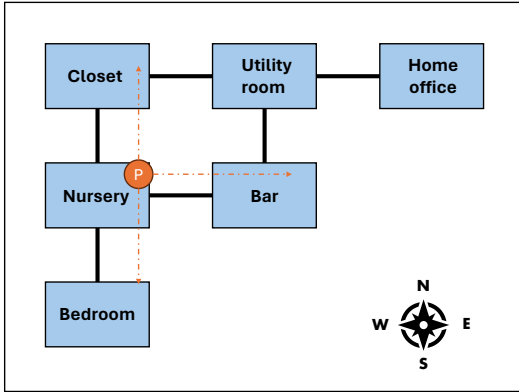 Closet
Utility
room
Home
office
P
Nursery
Bar
Bedroom
N
W
E
S